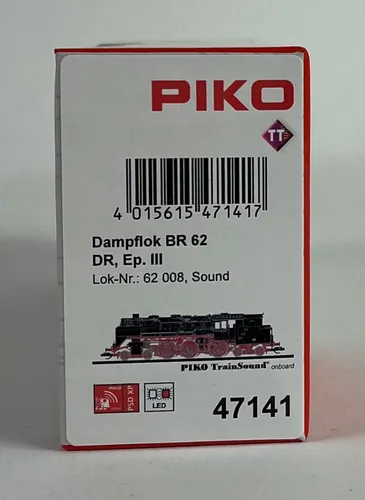 PIKO
TT
4 015615 471417
Dampflok BR 62
DR, Ep. III
Lok-Nr.: 62 008, Sound
PIKO TrainSound onboard
PSD XP
LED
47141